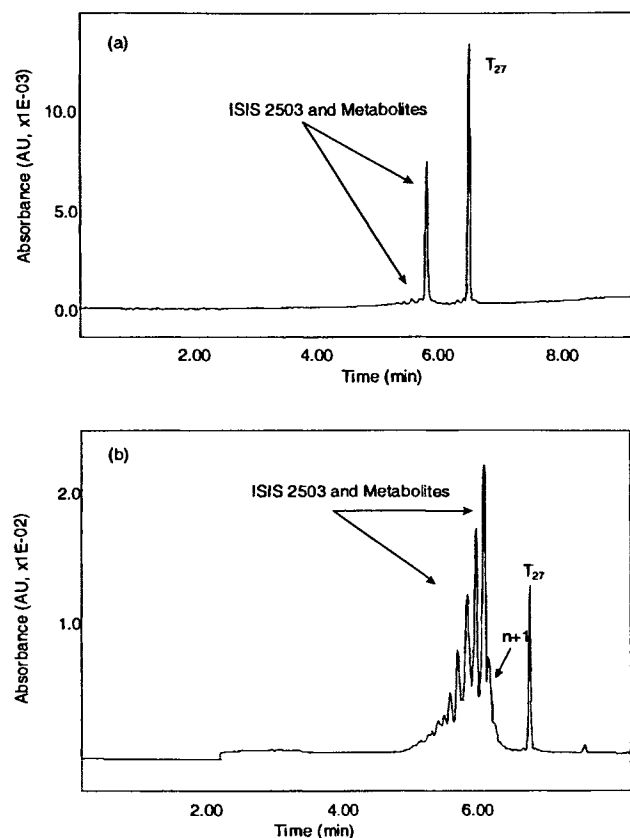 (a)
T27
ISIS 2503 and Metabolites
Absorbance (AU, x1E-03)
10.0
5.0
0.0
2.00 4.00 6.00 8.00
Time (min)
(b)
ISIS 2503 and Metabolites
T27
n+1
Absorbance (AU, x1E-02)
2.0
1.0
2.00 4.00 6.00
Time (min)